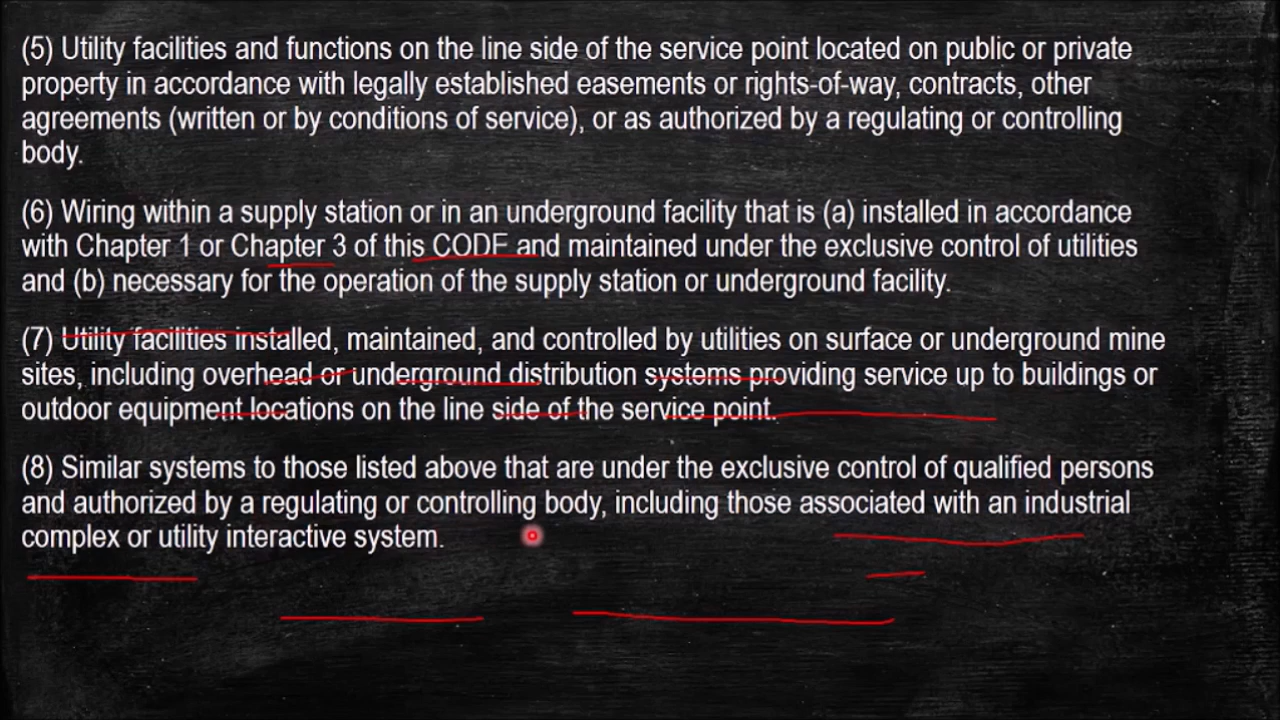 (5) Utility facilities and functions on the line side of the service point located on public or private
property in accordance with legally established easements or rights-of-way, contracts, other
agreements (written or by conditions of service), or as authorized by a regulating or controlling
body.
(6) Wiring within a supply station or in an underground facility that is (a) installed in accordance
with Chapter 1 or Chapter 3 of this CODE and maintained under the exclusive control of utilities
and (b) necessary for the operation of the supply station or underground facility.
(7) Utility facilities installed, maintained, and controlled by utilities on surface or underground mine
sites, including overhead or underground distribution systems providing service up to buildings or
outdoor equipment locations on the line side of the service point.
(8) Similar systems to those listed above that are under the exclusive control of qualified persons
and authorized by a regulating or controlling body, including those associated with an industrial
complex or utility interactive system.